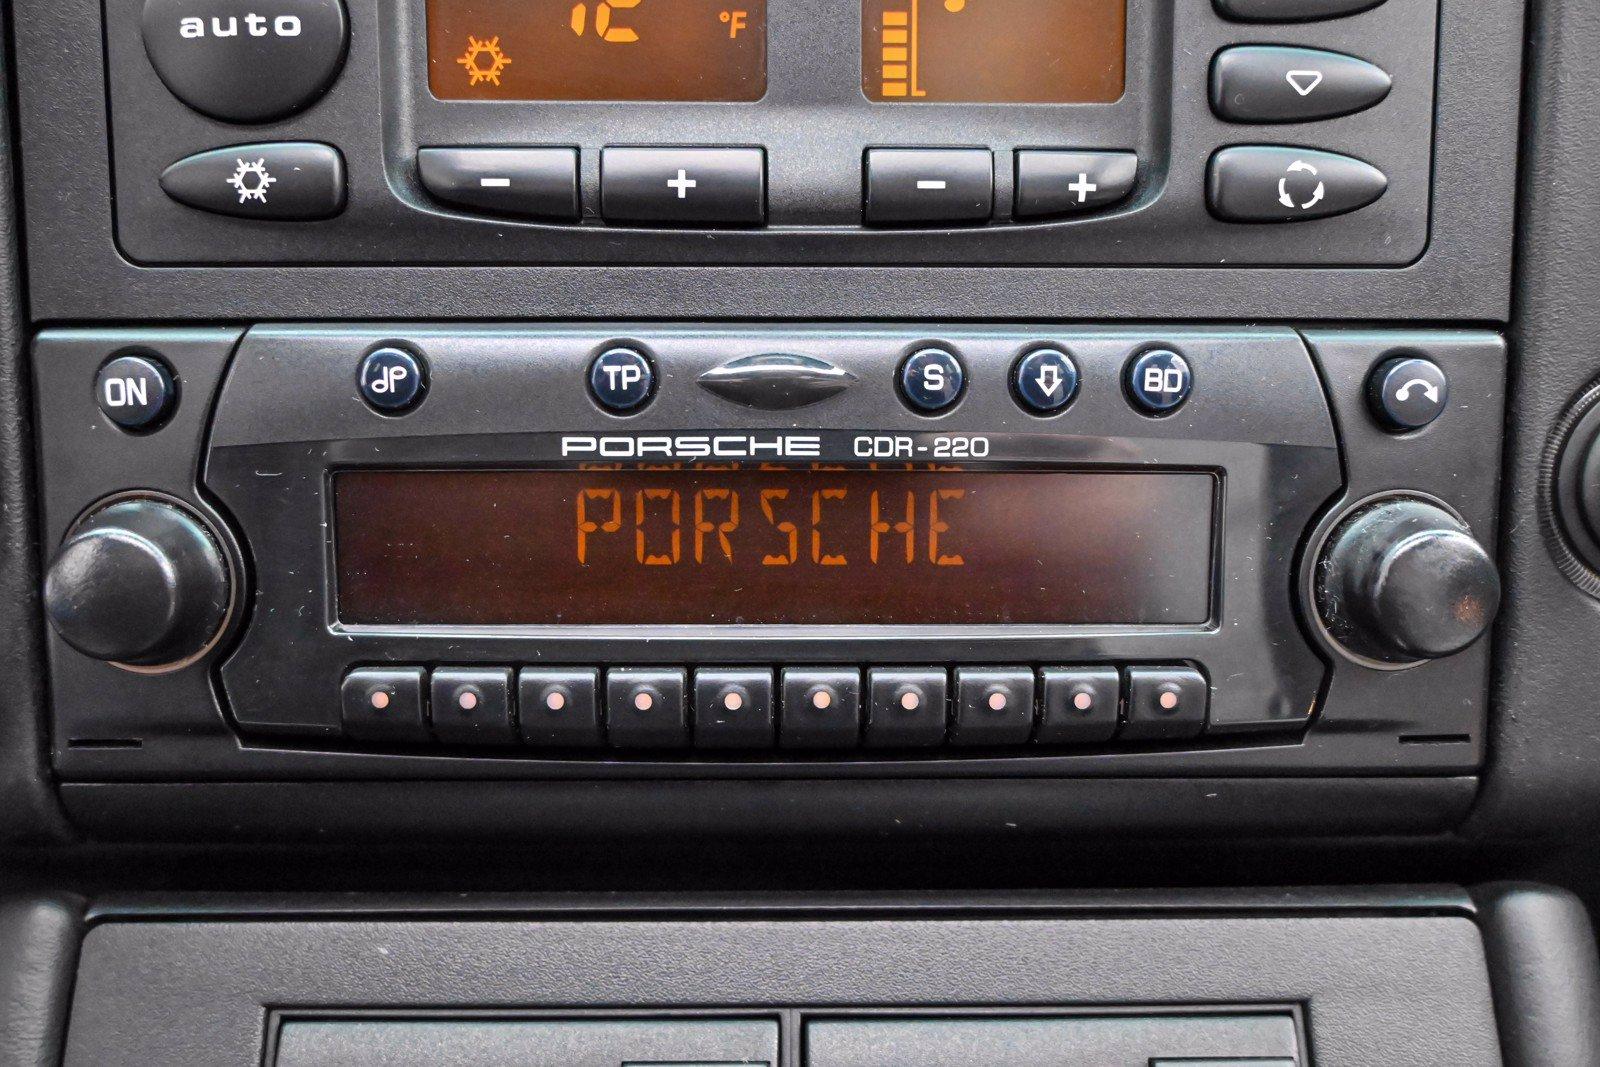 auto
°F
− + − +
ON TP S BD
PORSCHE CDR-220
PORSCHE